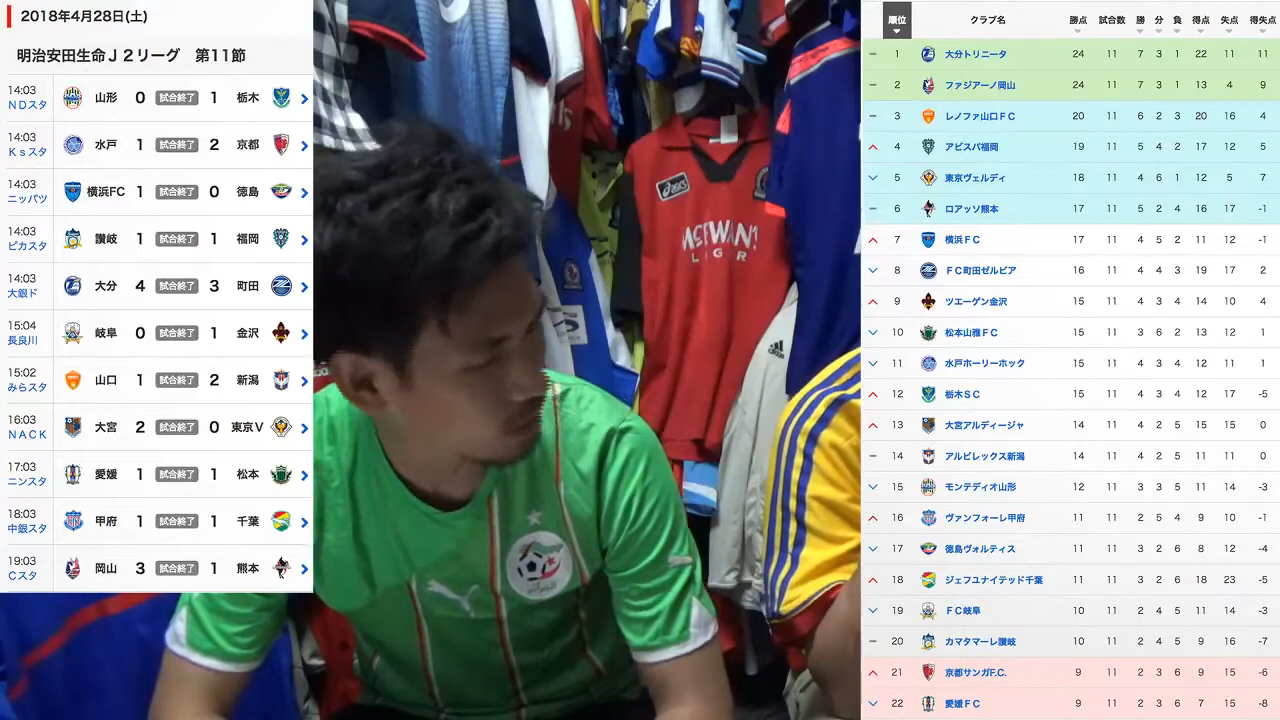 2018年4月28日(土)
明治安田生命Ｊ２リーグ　第11節
14:03 NDスタ 山形 0 試合終了 1 栃木
14:03 Ｋｓスタ 水戸 1 試合終了 2 京都
14:03 ニッパツ 横浜FC 1 試合終了 0 徳島
14:03 ピカスタ 讃岐 1 試合終了 1 福岡
14:03 大銀ド 大分 4 試合終了 3 町田
15:04 長良川 岐阜 0 試合終了 1 金沢
15:02 みらスタ 山口 1 試合終了 2 新潟
16:03 NACK 大宮 2 試合終了 0 東京Ｖ
17:03 ニンスタ 愛媛 1 試合終了 1 松本
18:03 中銀スタ 甲府 1 試合終了 1 千葉
19:03 Ｃスタ 岡山 3 試合終了 1 熊本
asics
McEWAN'S
LAGER
adidas
順位 クラブ名 勝点 試合数 勝 分 負 得点 失点 得失点
1 大分トリニータ 24 11 7 3 1 22 11 11
2 ファジアーノ岡山 24 11 7 3 1 13 4 9
3 レノファ山口ＦＣ 20 11 6 2 3 20 16 4
4 アビスパ福岡 19 11 5 4 2 17 12 5
5 東京ヴェルディ 18 11 4 6 1 12 5 7
6 ロアッソ熊本 17 11 5 2 4 16 17 -1
7 横浜ＦＣ 17 11 4 5 2 11 12 -1
8 ＦＣ町田ゼルビア 16 11 4 4 3 19 17 2
9 ツエーゲン金沢 15 11 4 3 4 14 10 4
10 松本山雅ＦＣ 15 11 3 6 2 13 12 1
11 水戸ホーリーホック 15 11 4 3 4 12 11 1
12 栃木ＳＣ 15 11 4 3 4 12 17 -5
13 大宮アルディージャ 14 11 4 2 5 15 15 0
14 アルビレックス新潟 14 11 4 2 5 11 11 0
15 モンテディオ山形 12 11 3 3 5 11 14 -3
16 ヴァンフォーレ甲府 11 11 2 5 4 9 10 -1
17 徳島ヴォルティス 11 11 3 2 6 8 12 -4
18 ジェフユナイテッド千葉 11 11 3 2 6 18 23 -5
19 ＦＣ岐阜 10 11 2 4 5 11 14 -3
20 カマタマーレ讃岐 10 11 2 4 5 9 16 -7
21 京都サンガF.C. 9 11 2 3 6 9 15 -6
22 愛媛ＦＣ 9 11 2 3 6 7 15 -8